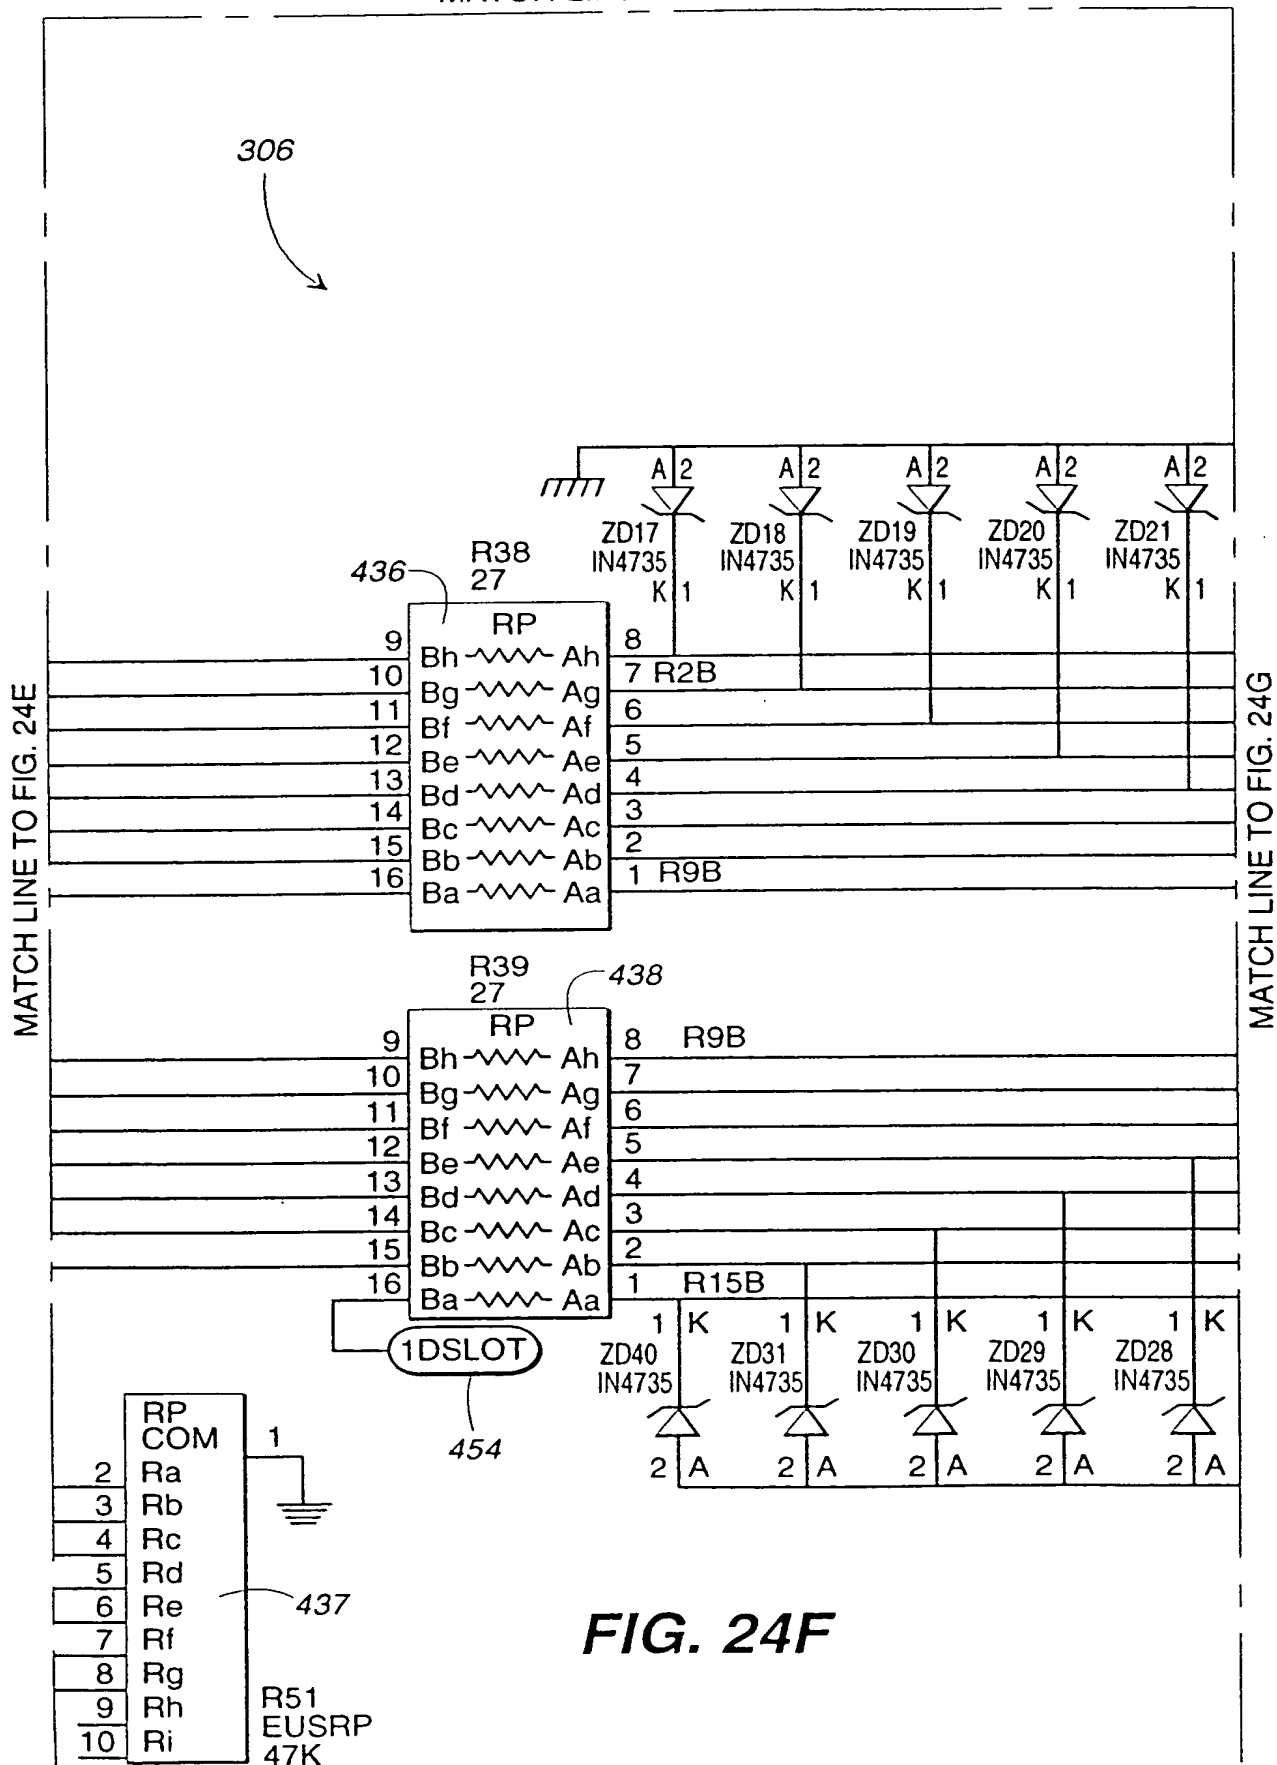 306
A 2 A 2 A 2 A 2 A 2
ZD17 ZD18 ZD19 ZD20 ZD21
IN4735 IN4735 IN4735 IN4735 IN4735
K 1 K 1 K 1 K 1 K 1
R38
27
436
RP
9 Bh Ah 8
10 Bg Ag 7 R2B
11 Bf Af 6
12 Be Ae 5
13 Bd Ad 4
14 Bc Ac 3
15 Bb Ab 2
16 Ba Aa 1 R9B
MATCH LINE TO FIG. 24E
MATCH LINE TO FIG. 24G
R39
27
438
RP
9 Bh Ah 8 R9B
10 Bg Ag 7
11 Bf Af 6
12 Be Ae 5
13 Bd Ad 4
14 Bc Ac 3
15 Bb Ab 2
16 Ba Aa 1 R15B
1 K 1 K 1 K 1 K 1 K
1DSLOT
454
ZD40 ZD31 ZD30 ZD29 ZD28
IN4735 IN4735 IN4735 IN4735 IN4735
2 A 2 A 2 A 2 A 2 A
RP
COM 1
2 Ra
3 Rb
4 Rc
5 Rd
6 Re
7 Rf
8 Rg
9 Rh
10 Ri
437
R51
EUSRP
47K
FIG. 24F